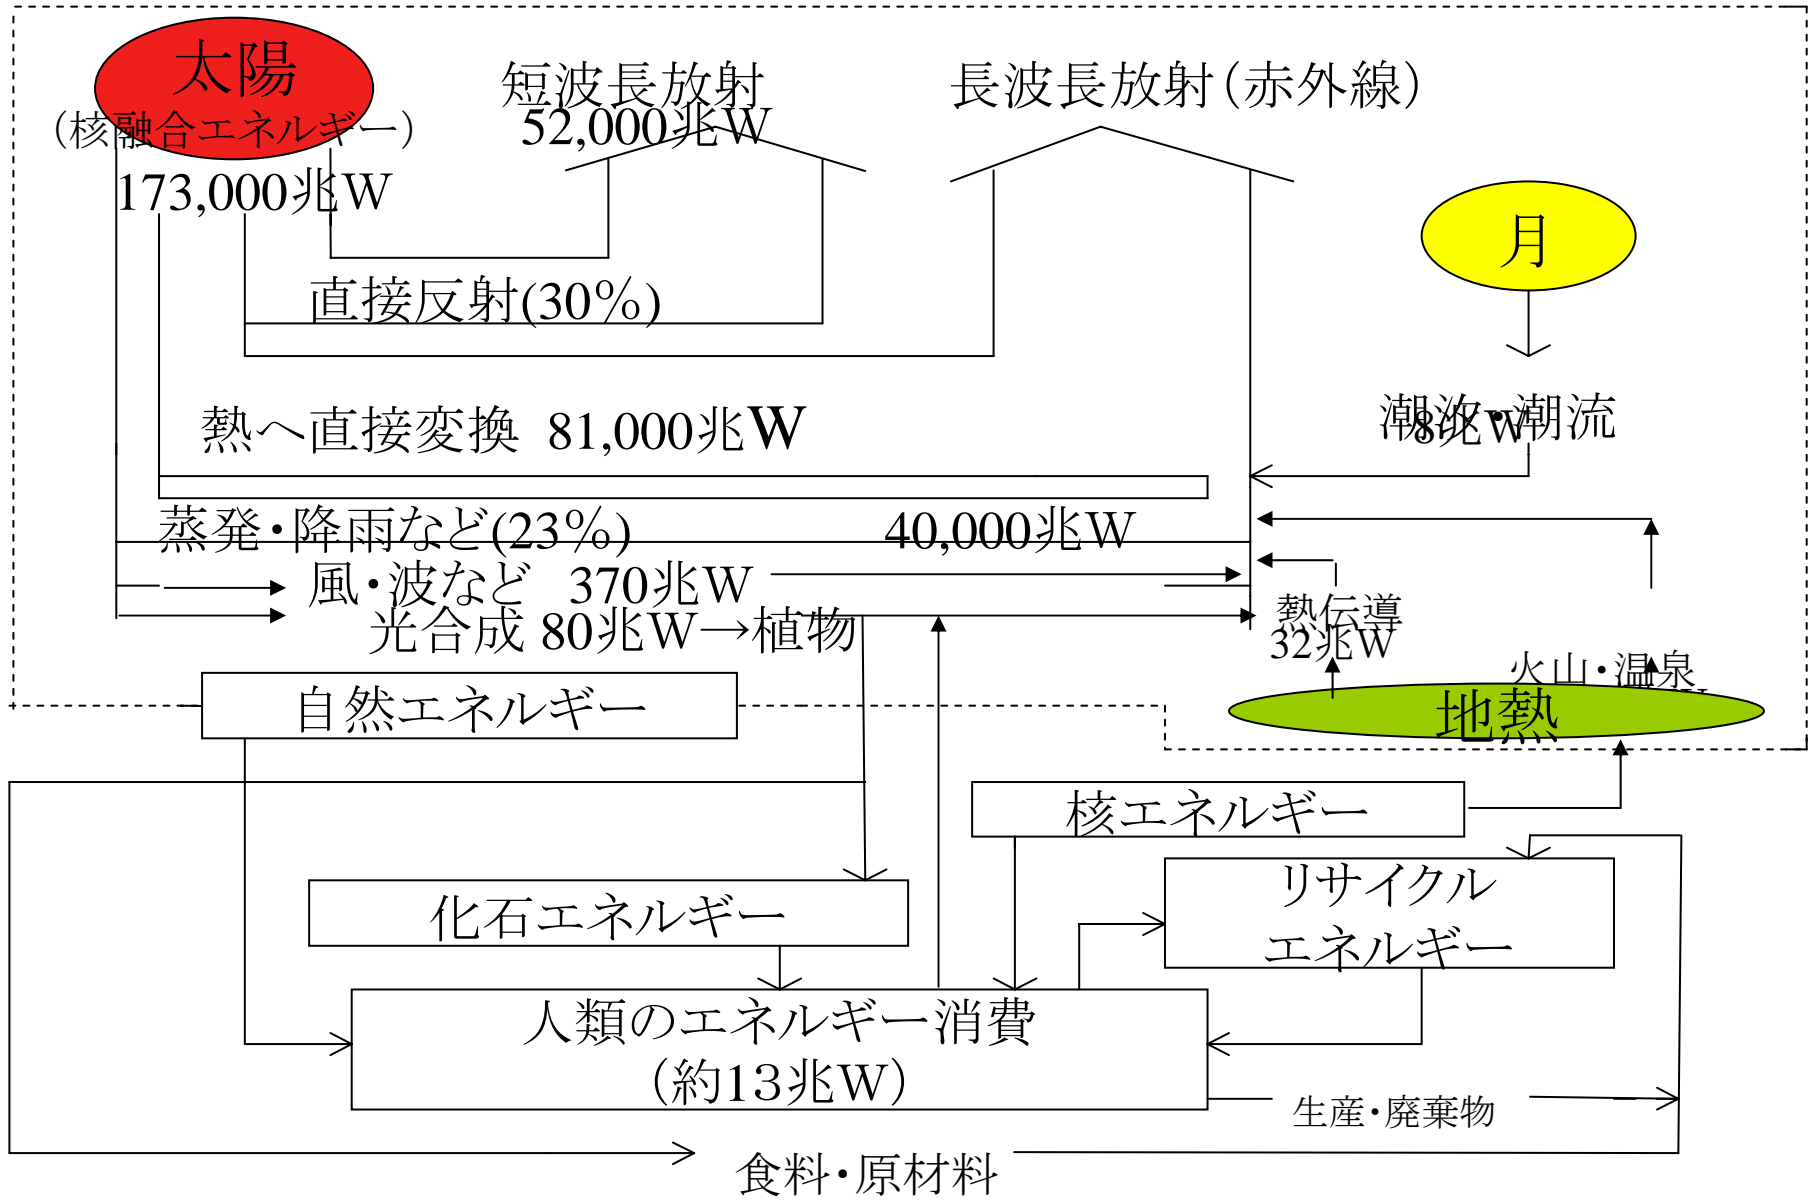 太陽
（核融合エネルギー）
173,000兆W
短波長放射
52,000兆W
長波長放射（赤外線）
月
直接反射(30％)
熱へ直接変換 81,000兆W
潮汐・潮流
8兆W
蒸発・降雨など(23％) 40,000兆W
風・波など 370兆W
光合成 80兆W→植物
熱伝導
32兆W
火山・温泉
地熱
自然エネルギー
核エネルギー
リサイクル
エネルギー
化石エネルギー
人類のエネルギー消費
（約1３兆W）
生産・廃棄物
食料・原材料